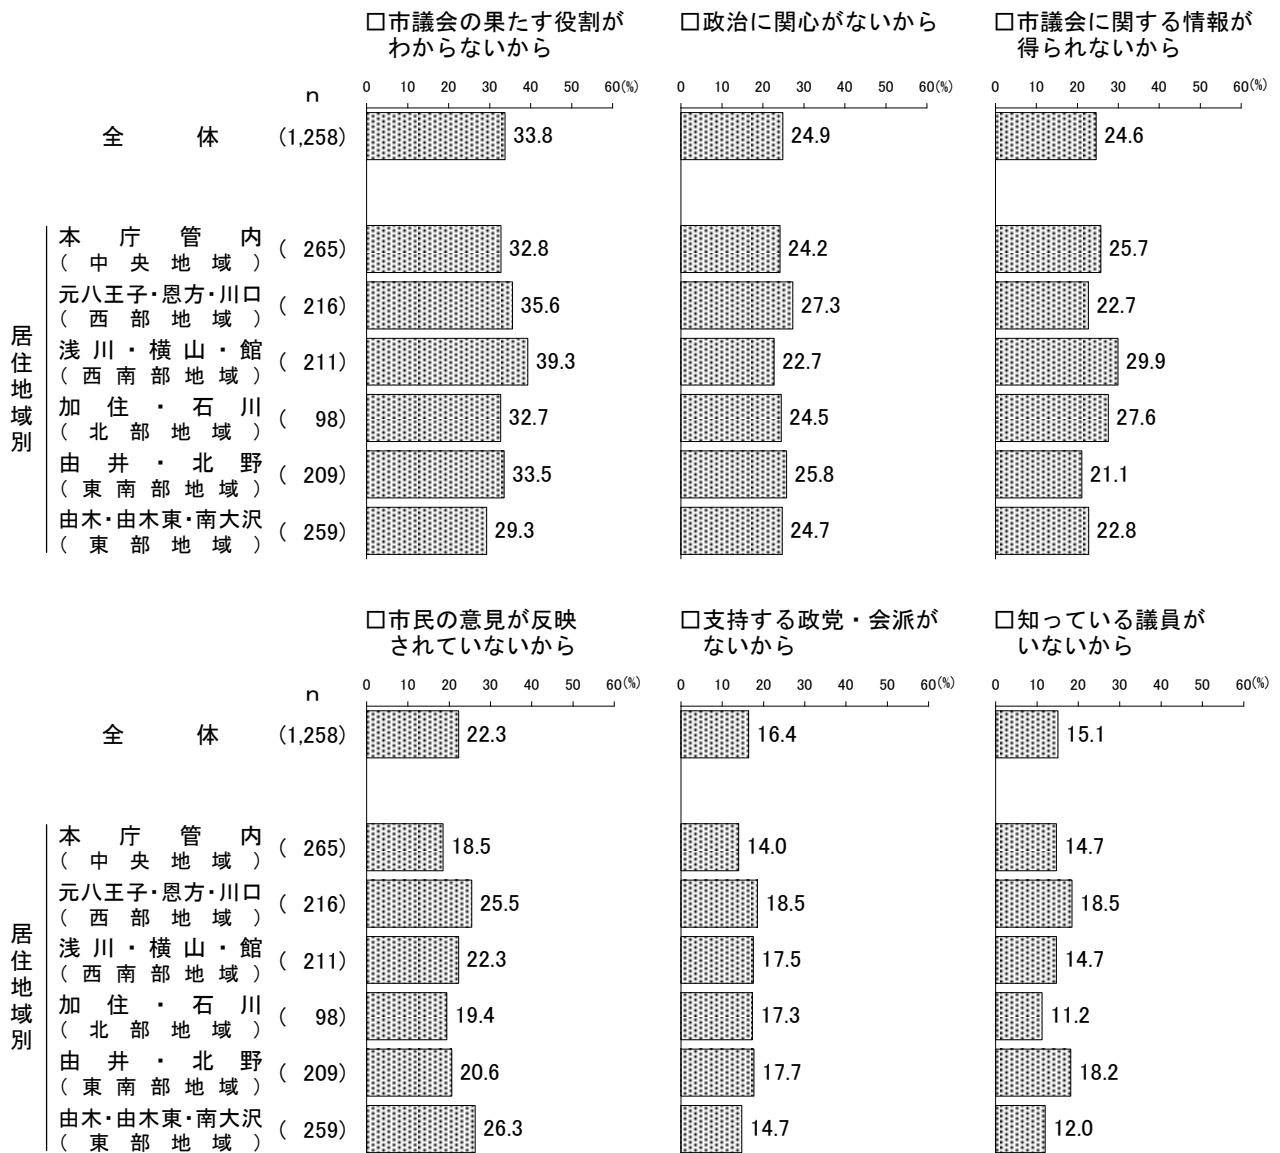 □市議会の果たす役割が
わからないから
□政治に関心がないから
□市議会に関する情報が
得られないから
n
0 10 20 30 40 50 60(%)
0 10 20 30 40 50 60(%)
0 10 20 30 40 50 60(%)
全体 (1,258) 33.8 24.9 24.6
居住地域別
本庁管内
(中央地域)
(265) 32.8 24.2 25.7
元八王子・恩方・川口
(西部地域)
(216) 35.6 27.3 22.7
浅川・横山・館
(西南部地域)
(211) 39.3 22.7 29.9
加住・石川
(北部地域)
(98) 32.7 24.5 27.6
由井・北野
(東南部地域)
(209) 33.5 25.8 21.1
由木・由木東・南大沢
(東部地域)
(259) 29.3 24.7 22.8
□市民の意見が反映
されていないから
□支持する政党・会派が
ないから
□知っている議員が
いないから
n
0 10 20 30 40 50 60(%)
0 10 20 30 40 50 60(%)
0 10 20 30 40 50 60(%)
全体 (1,258) 22.3 16.4 15.1
居住地域別
本庁管内
(中央地域)
(265) 18.5 14.0 14.7
元八王子・恩方・川口
(西部地域)
(216) 25.5 18.5 18.5
浅川・横山・館
(西南部地域)
(211) 22.3 17.5 14.7
加住・石川
(北部地域)
(98) 19.4 17.3 11.2
由井・北野
(東南部地域)
(209) 20.6 17.7 18.2
由木・由木東・南大沢
(東部地域)
(259) 26.3 14.7 12.0